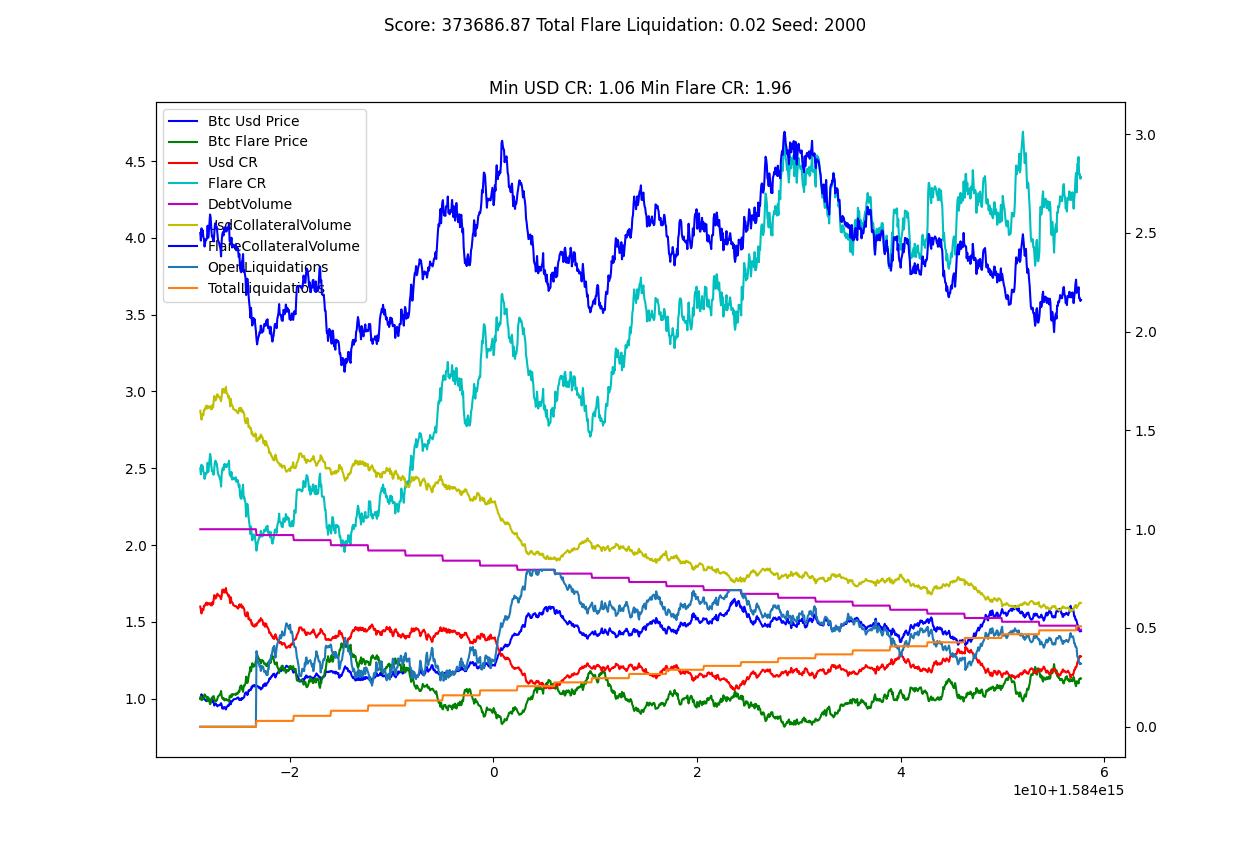 Score: 373686.87 Total Flare Liquidation: 0.02 Seed: 2000
Min USD CR: 1.06 Min Flare CR: 1.96
Btc Usd Price
Btc Flare Price
Usd CR
Flare CR
DebtVolume
UsdCollateralVolume
FlareCollateralVolume
OpenLiquidations
TotalLiquidations
4.5
4.0
3.5
3.0
2.5
2.0
1.5
1.0
3.0
2.5
2.0
1.5
1.0
0.5
0.0
−2 0 2 4 6
1e10+1.584e15